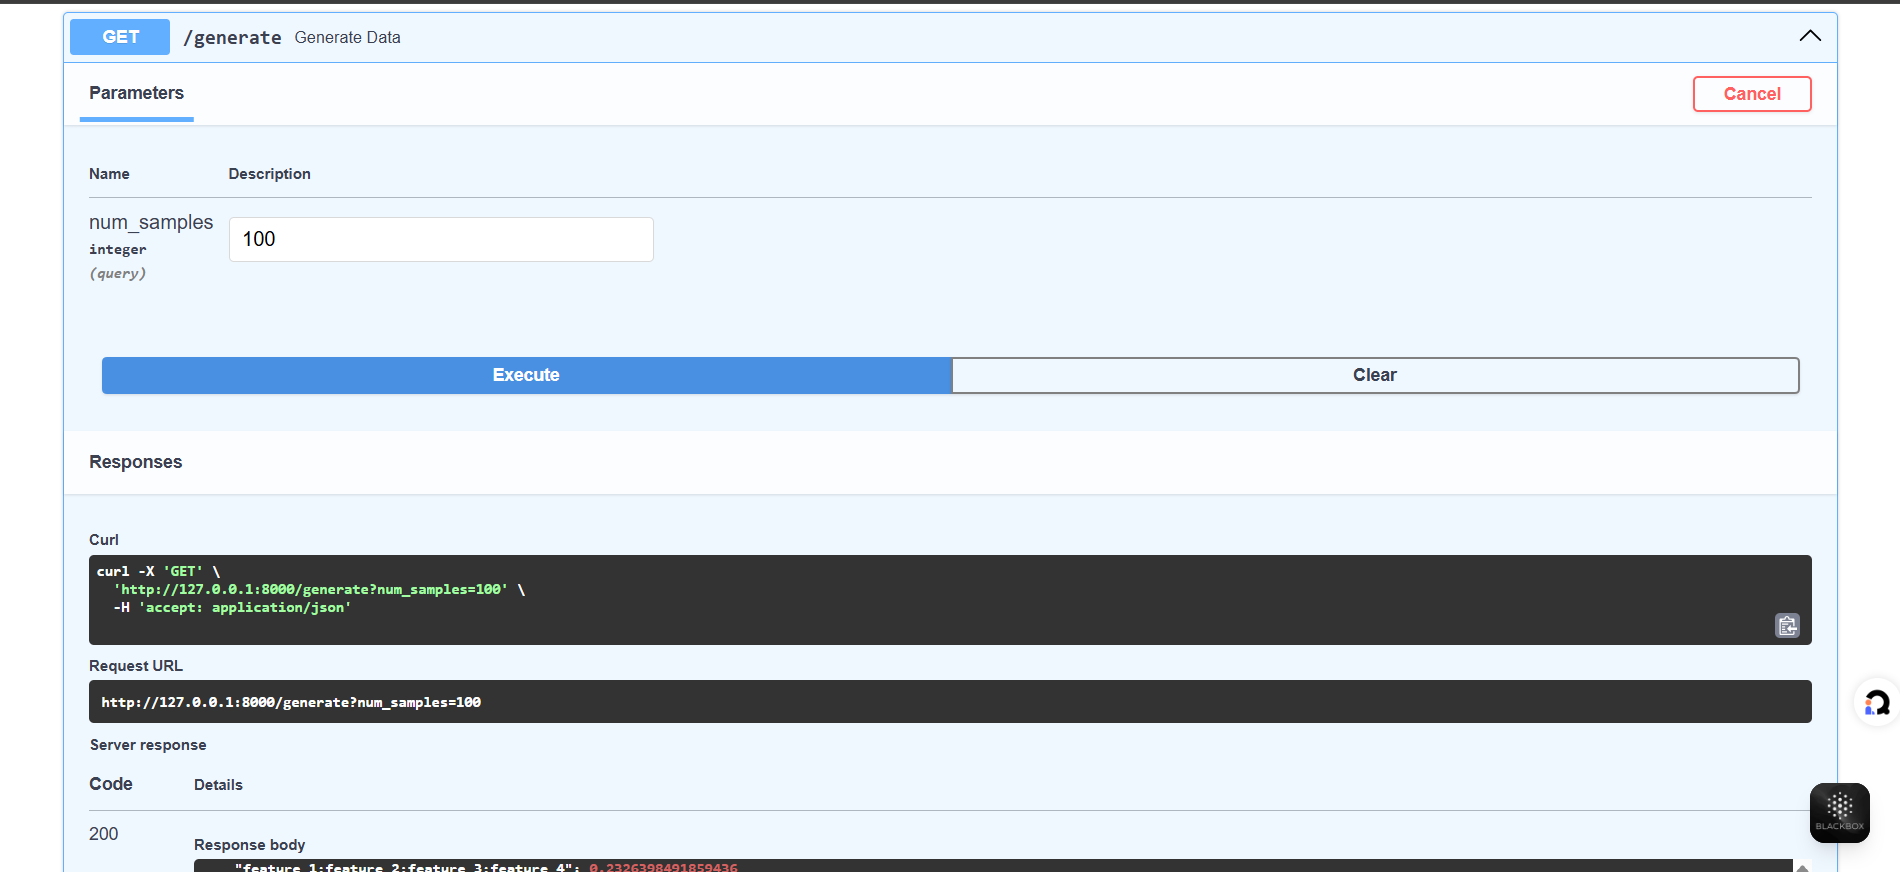 GET /generate Generate Data
Parameters
Cancel
Name Description
num_samples
integer
(query)
100
Execute
Clear
Responses
Curl
curl -X 'GET' \
'http://127.0.0.1:8000/generate?num_samples=100' \
-H 'accept: application/json'
Request URL
http://127.0.0.1:8000/generate?num_samples=100
Server response
Code Details
200
Response body
"feature_1;feature_2;feature_3;feature_4": 0.2326398491859436
BLACKBOX